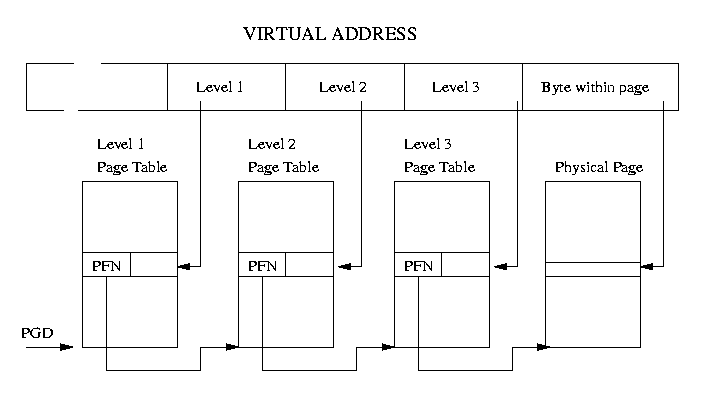 VIRTUAL ADDRESS
Level 1
Level 2
Level 3
Byte within page
Level 1
Page Table
Level 2
Page Table
Level 3
Page Table
Physical Page
PFN
PFN
PFN
PGD